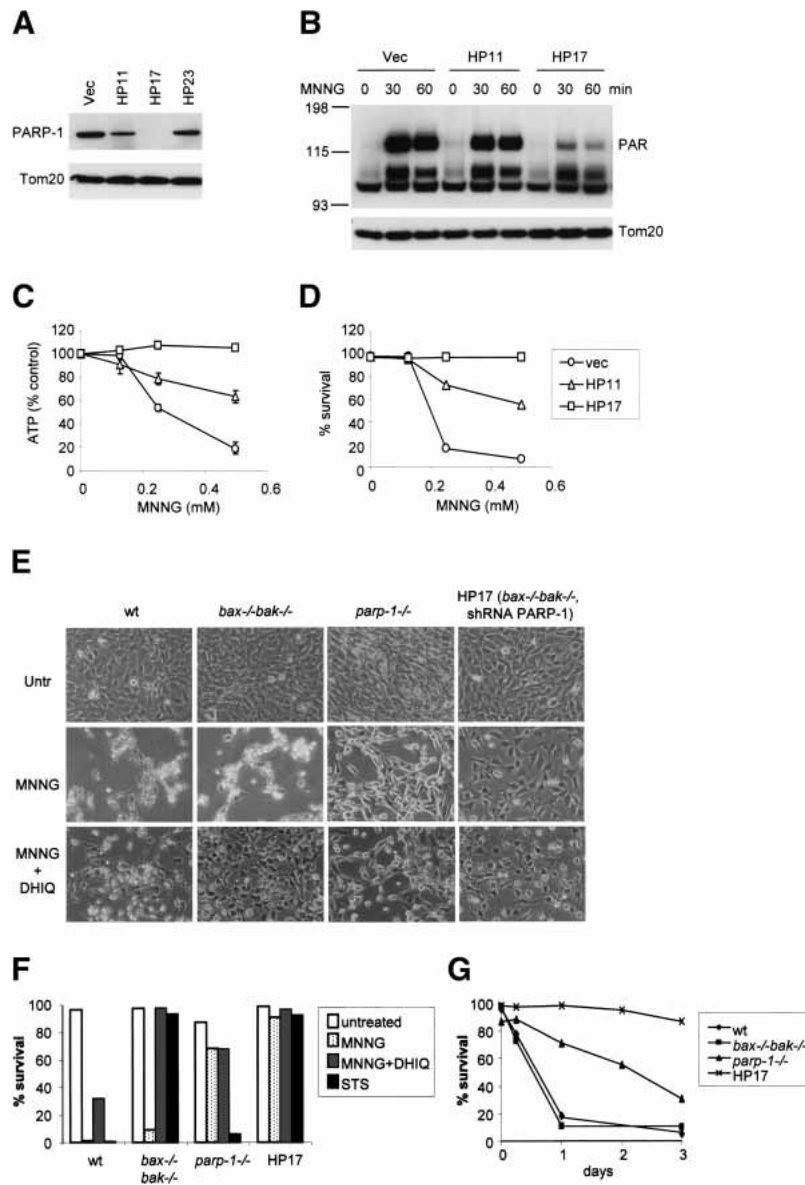 A
Vec HP11 HP17 HP23
PARP-1
Tom20
B
Vec HP11 HP17
MNNG 0 30 60 0 30 60 0 30 60 min
198
115
93
PAR
Tom20
C
120
100
80
60
40
20
0
ATP (% control)
0 0.2 0.4 0.6
MNNG (mM)
D
120
100
80
60
40
20
0
% survival
0 0.2 0.4 0.6
MNNG (mM)
vec
HP11
HP17
E
wt bax-/-bak-/- parp-1-/- HP17 (bax-/-bak-/-,
shRNA PARP-1)
Untr
MNNG
MNNG
+
DHIQ
F
100
80
60
40
20
0
% survival
wt bax-/- parp-1-/- HP17
bak-/-
untreated
MNNG
MNNG+DHIQ
STS
G
100
80
60
40
20
0
% survival
0 1 2 3
days
wt
bax-/-bak-/-
parp-1-/-
HP17